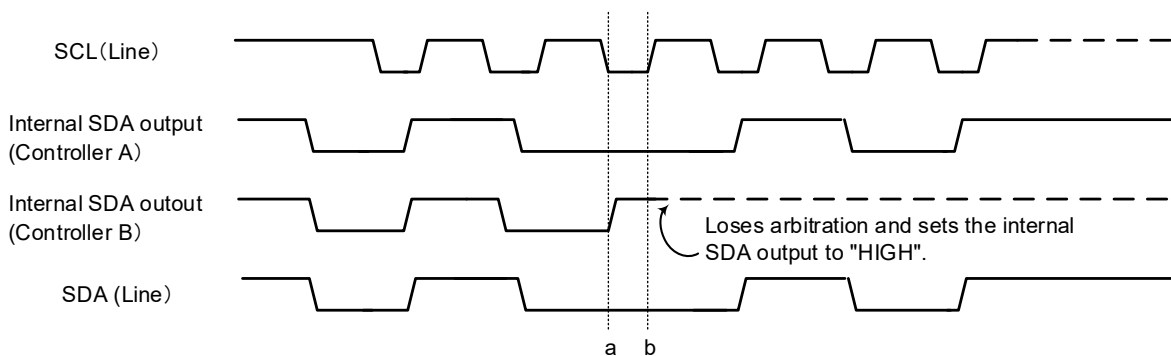 SCL（Line）
Internal SDA output
(Controller A）
Internal SDA outout
(Controller B）
Loses arbitration and sets the internal
SDA output to "HIGH".
SDA (Line）
a b